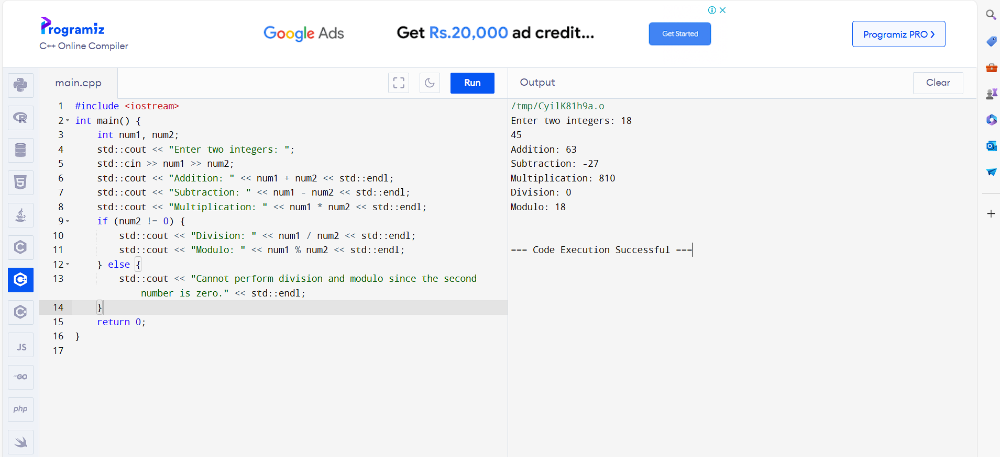 Programiz
C++ Online Compiler
Google Ads
Get Rs.20,000 ad credit...
Get Started
Programiz PRO
main.cpp
Run
Output
Clear
1 #include <iostream>
2 int main() {
3     int num1, num2;
4     std::cout << "Enter two integers: ";
5     std::cin >> num1 >> num2;
6     std::cout << "Addition: " << num1 + num2 << std::endl;
7     std::cout << "Subtraction: " << num1 - num2 << std::endl;
8     std::cout << "Multiplication: " << num1 * num2 << std::endl;
9     if (num2 != 0) {
10         std::cout << "Division: " << num1 / num2 << std::endl;
11         std::cout << "Modulo: " << num1 % num2 << std::endl;
12     } else {
13         std::cout << "Cannot perform division and modulo since the second
number is zero." << std::endl;
14     }
15     return 0;
16 }
17
/tmp/CyilK81h9a.o
Enter two integers: 18
45
Addition: 63
Subtraction: -27
Multiplication: 810
Division: 0
Modulo: 18
=== Code Execution Successful ===
R
5
C
C++
C#
JS
GO
php